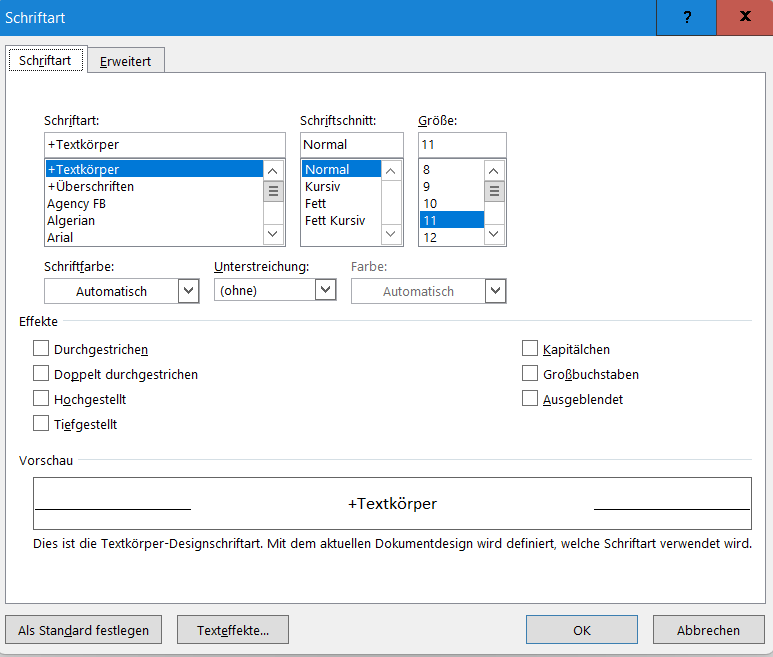 Schriftart
?
x
Schriftart Erweitert
Schriftart: Schriftschnitt: Größe:
+Textkörper Normal 11
+Textkörper Normal 8
+Überschriften Kursiv 9
Agency FB Fett 10
Algerian Fett Kursiv 11
Arial 12
Schriftfarbe: Unterstreichung: Farbe:
Automatisch (ohne) Automatisch
Effekte
Durchgestrichen Kapitälchen
Doppelt durchgestrichen Großbuchstaben
Hochgestellt Ausgeblendet
Tiefgestellt
Vorschau
+Textkörper
Dies ist die Textkörper-Designschriftart. Mit dem aktuellen Dokumentdesign wird definiert, welche Schriftart verwendet wird.
Als Standard festlegen Texteffekte... OK Abbrechen